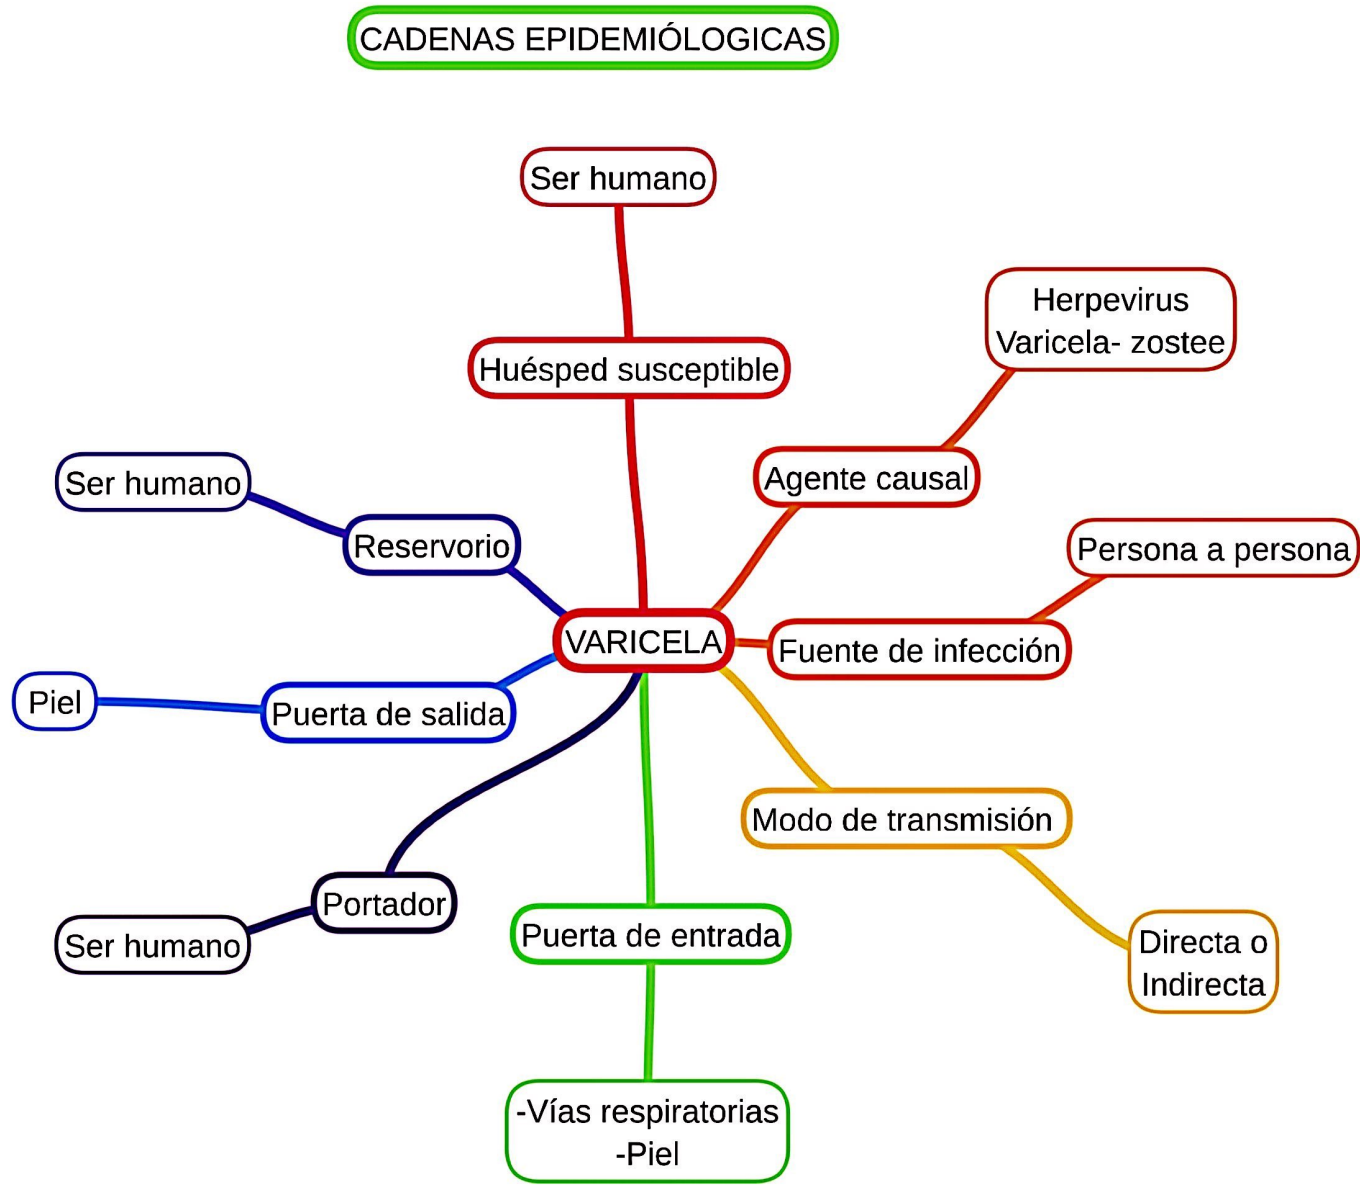 CADENAS EPIDEMIÓLOGICAS
Ser humano
Huésped susceptible
Herpevirus
Varicela- zostee
Agente causal
Ser humano
Reservorio
Persona a persona
Fuente de infección
VARICELA
Piel
Puerta de salida
Modo de transmisión
Directa o
Indirecta
Portador
Ser humano
Puerta de entrada
-Vías respiratorias
-Piel